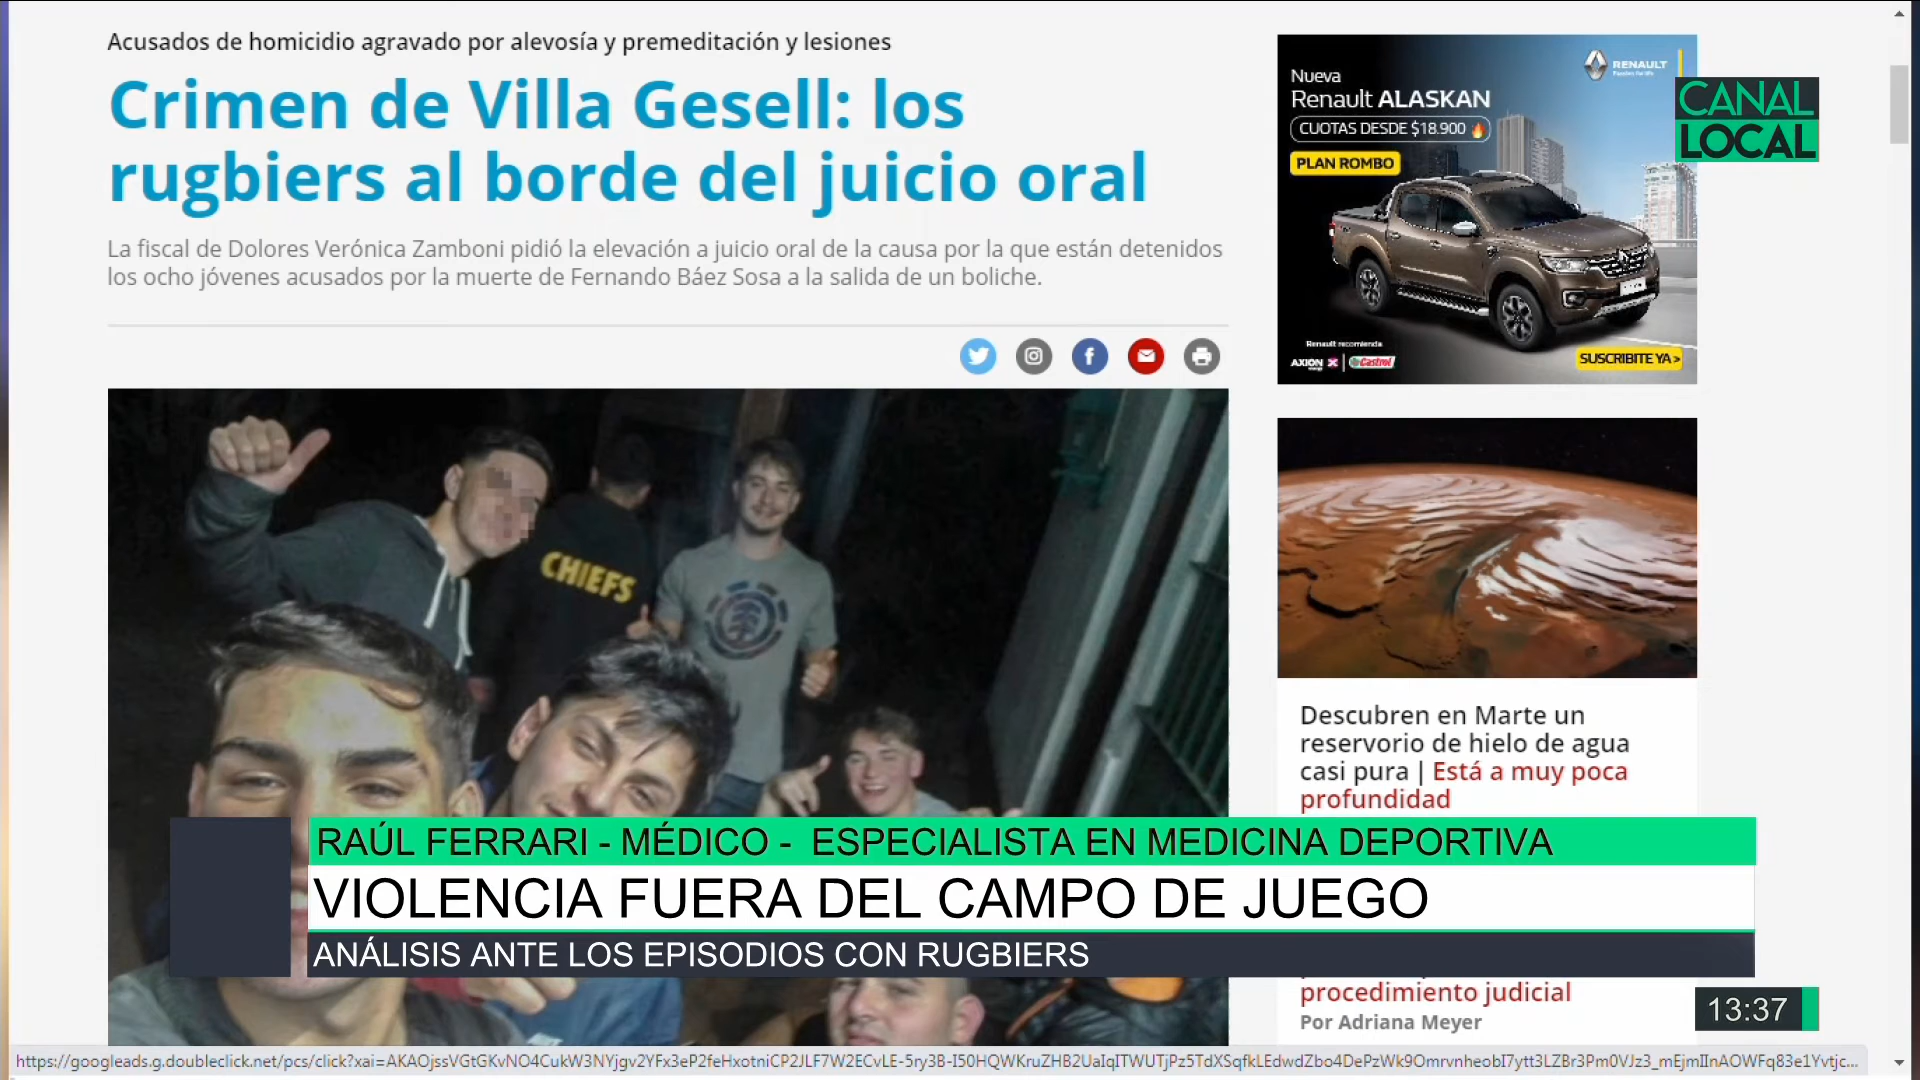 Acusados de homicidio agravado por alevosía y premeditación y lesiones
Crimen de Villa Gesell: los
rugbiers al borde del juicio oral
La fiscal de Dolores Verónica Zamboni pidió la elevación a juicio oral de la causa por la que están detenidos
los ocho jóvenes acusados por la muerte de Fernando Báez Sosa a la salida de un boliche.
CHIEFS
Nueva
Renault ALASKAN
CUOTAS DESDE $18.900
PLAN ROMBO
RENAULT
CANAL
LOCAL
Renault recomienda
AXION
Castrol
SUSCRIBITE YA >
Descubren en Marte un
reservorio de hielo de agua
casi pura | Está a muy poca
profundidad
RAÚL FERRARI - MÉDICO - ESPECIALISTA EN MEDICINA DEPORTIVA
VIOLENCIA FUERA DEL CAMPO DE JUEGO
ANÁLISIS ANTE LOS EPISODIOS CON RUGBIERS
procedimiento judicial
Por Adriana Meyer
13:37